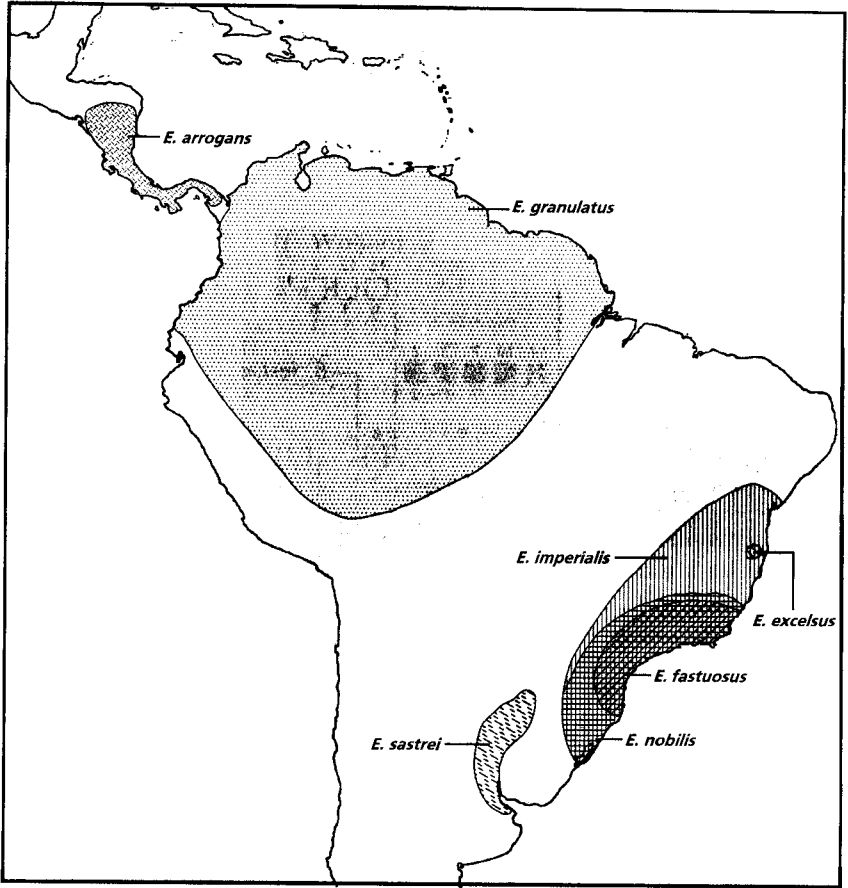 E. arrogans
E. granulatus
E. imperialis
E. excelsus
E. fastuosus
E. sastrei
E. nobilis